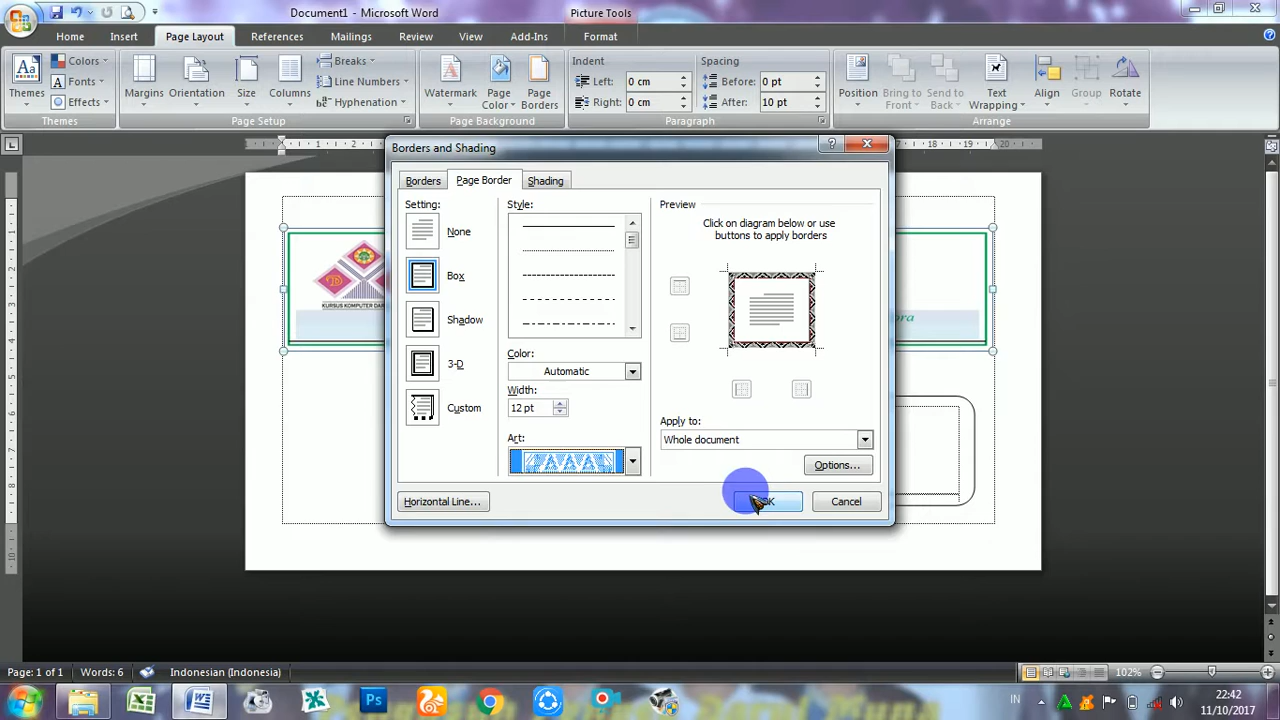 Document1 - Microsoft Word
Picture Tools
Home Insert Page Layout References Mailings Review View Add-Ins Format
Themes
Colors
Fonts
Effects
Themes
Margins
Orientation
Size
Columns
Breaks
Line Numbers
Hyphenation
Page Setup
Watermark
Page Color
Page Borders
Page Background
Indent
Left: 0 cm
Right: 0 cm
Spacing
Before: 0 pt
After: 10 pt
Paragraph
Position
Bring to Front
Send to Back
Text Wrapping
Align
Group
Rotate
Arrange
Borders and Shading
Borders Page Border Shading
Setting:
None
Box
Shadow
3-D
Custom
Style:
Color:
Automatic
Width:
12 pt
Art:
Preview
Click on diagram below or use
buttons to apply borders
Apply to:
Whole document
Options...
Horizontal Line...
OK
Cancel
KURSUS KOMPUTER
Page: 1 of 1 Words: 6 Indonesian (Indonesia) 102%
Ps
IN
22:42
11/10/2017